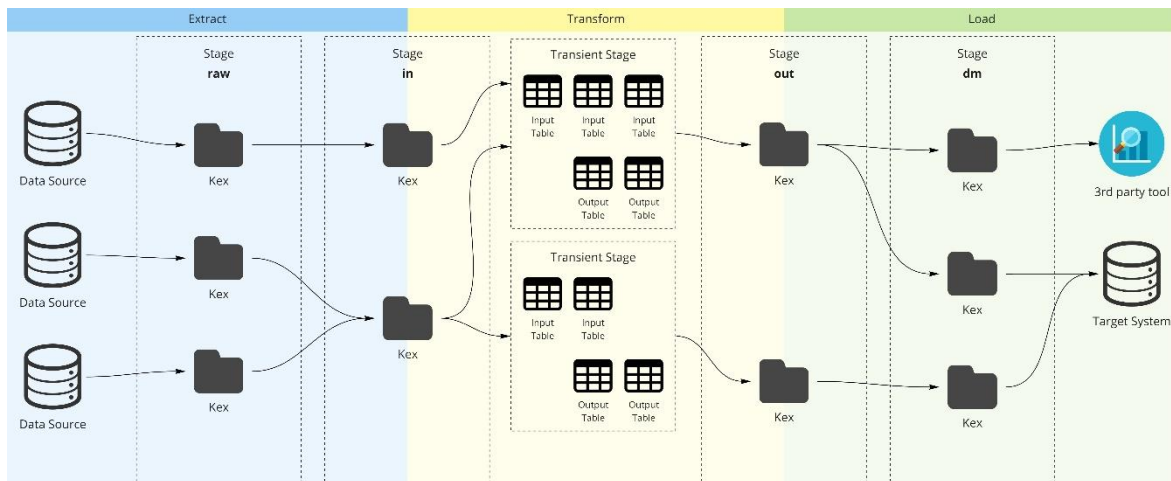 Extract
Transform
Load
Stage
raw
Stage
in
Transient Stage
Stage
out
Stage
dm
Input
Table
Input
Table
Input
Table
Data Source
Kex
Kex
Output
Table
Output
Table
Kex
Kex
3rd party tool
Transient Stage
Data Source
Kex
Kex
Input
Table
Input
Table
Kex
Target System
Output
Table
Output
Table
Data Source
Kex
Kex
Kex